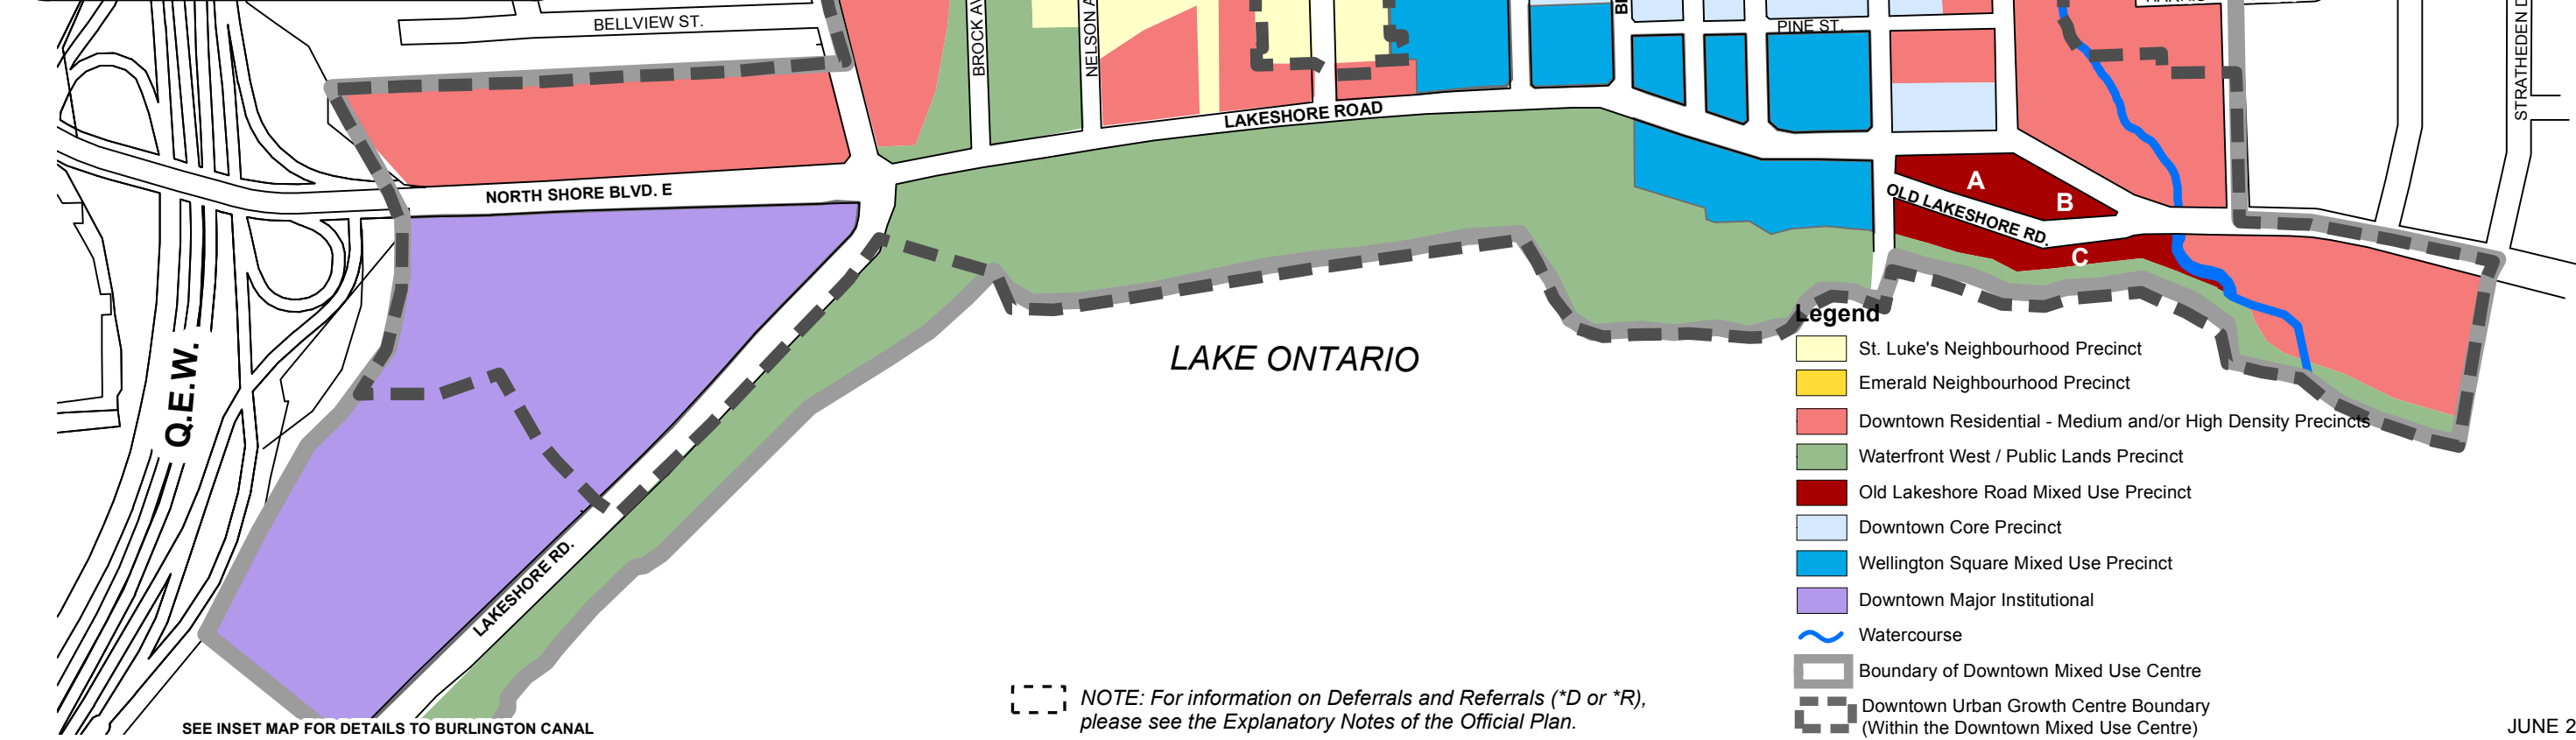 BELLVIEW ST.
BROCK AV
NELSON A
PINE ST.
STRATHEDEN D
LAKESHORE ROAD
NORTH SHORE BLVD. E
A
B
OLD LAKESHORE RD.
C
Q.E.W.
LAKE ONTARIO
LAKESHORE RD.
Legend
St. Luke's Neighbourhood Precinct
Emerald Neighbourhood Precinct
Downtown Residential - Medium and/or High Density Precincts
Waterfront West / Public Lands Precinct
Old Lakeshore Road Mixed Use Precinct
Downtown Core Precinct
Wellington Square Mixed Use Precinct
Downtown Major Institutional
Watercourse
Boundary of Downtown Mixed Use Centre
Downtown Urban Growth Centre Boundary
(Within the Downtown Mixed Use Centre)
NOTE: For information on Deferrals and Referrals (*D or *R),
please see the Explanatory Notes of the Official Plan.
SEE INSET MAP FOR DETAILS TO BURLINGTON CANAL
JUNE 2